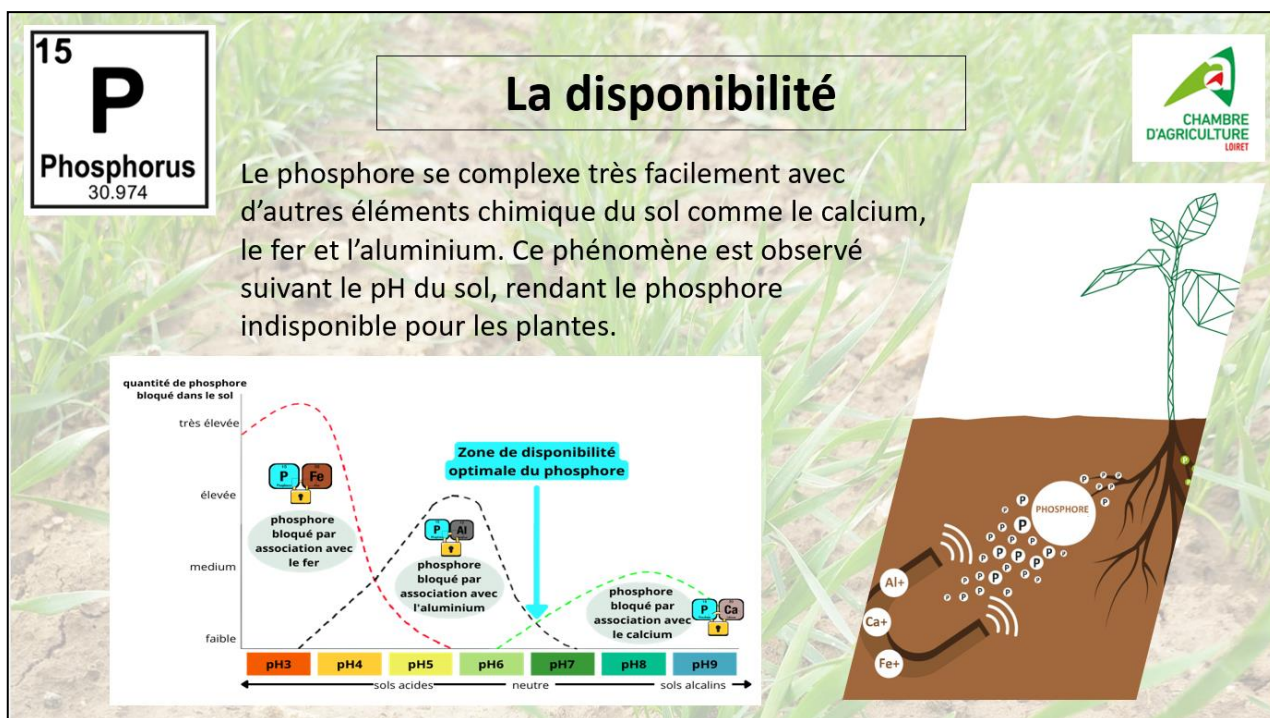 15
P
Phosphorus
30.974
La disponibilité
CHAMBRE
D'AGRICULTURE
LOIRET
Le phosphore se complexe très facilement avec
d'autres éléments chimique du sol comme le calcium,
le fer et l'aluminium. Ce phénomène est observé
suivant le pH du sol, rendant le phosphore
indisponible pour les plantes.
quantité de phosphore
bloqué dans le sol
très élevée
élevée
medium
faible
P Fe
phosphore
bloqué par
association avec
le fer
P Al
phosphore
bloqué par
association avec
l'aluminium
Zone de disponibilité
optimale du phosphore
phosphore
bloqué par
association avec
le calcium
P Ca
pH3 pH4 pH5 pH6 pH7 pH8 pH9
sols acides neutre sols alcalins
PHOSPHORE
P
P
P P P
P
Al+
Ca+
Fe+